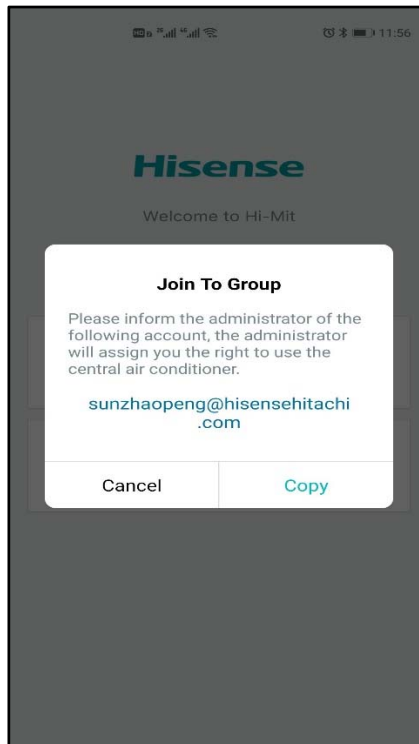 11:56
Hisense
Welcome to Hi-Mit
Join To Group
Please inform the administrator of the
following account, the administrator
will assign you the right to use the
central air conditioner.
sunzhaopeng@hisensehitachi
.com
Cancel
Copy